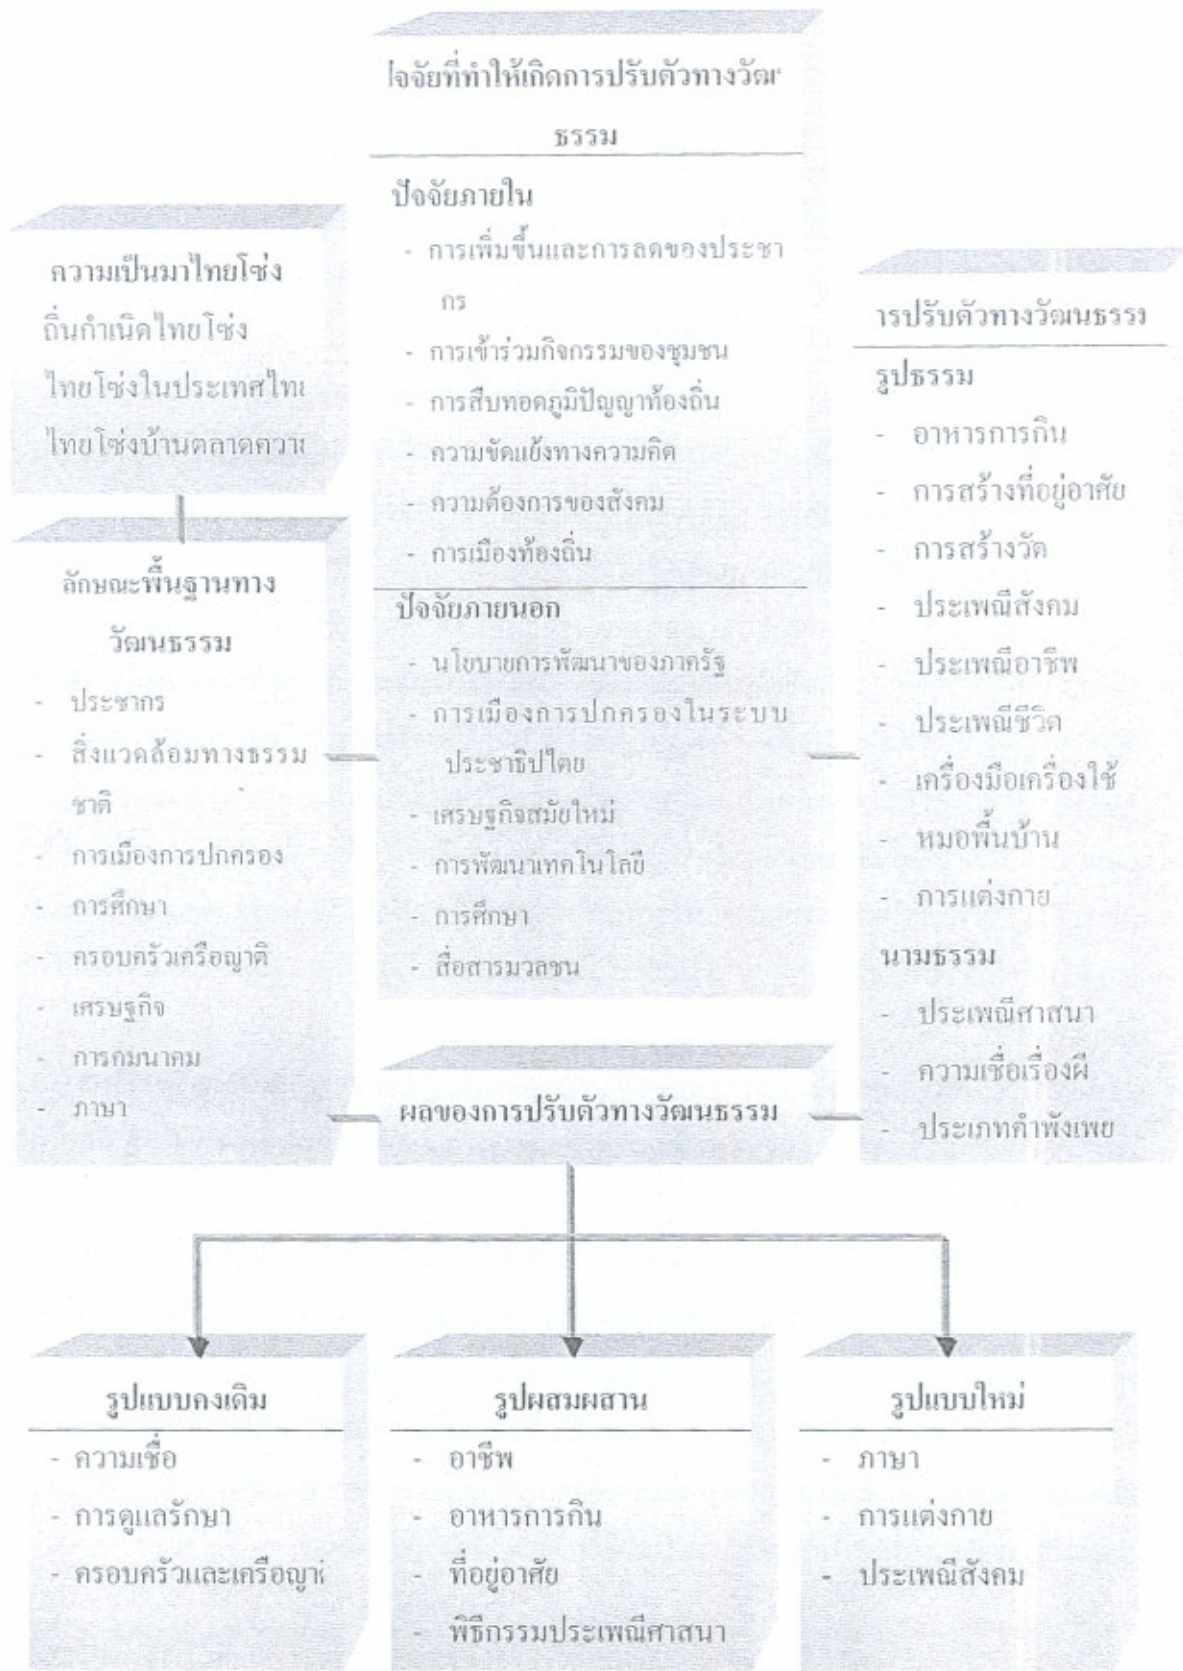 ปัจจัยที่ทำให้เกิดการปรับตัวทางวัฒ
ธรรม
ปัจจัยภายใน
- การเพิ่มขึ้นและการลดของประชา
กร
- การเข้าร่วมกิจกรรมของชุมชน
- การสืบทอดภูมิปัญญาท้องถิ่น
- ความขัดแย้งทางความคิด
- ความต้องการของสังคม
- การเมืองท้องถิ่น
ปัจจัยภายนอก
- นโยบายการพัฒนาของภาครัฐ
- การเมืองการปกครองในระบบ
ประชาธิปไตย
- เศรษฐกิจสมัยใหม่
- การพัฒนาเทคโนโลยี
- การศึกษา
- สื่อสารมวลชน
ความเป็นมาไทยโซ่ง
ถิ่นกำเนิดไทยโซ่ง
ไทยโซ่งในประเทศไทย
ไทยโซ่งบ้านตลาดควาย
ลักษณะพื้นฐานทาง
วัฒนธรรม
- ประชากร
- สิ่งแวดล้อมทางธรรม
ชาติ
- การเมืองการปกครอง
- การศึกษา
- ครอบครัวเครือญาติ
- เศรษฐกิจ
- การคมนาคม
- ภาษา
ารปรับตัวทางวัฒนธรรม
รูปธรรม
- อาหารการกิน
- การสร้างที่อยู่อาศัย
- การสร้างวัด
- ประเพณีสังคม
- ประเพณีอาชีพ
- ประเพณีชีวิต
- เครื่องมือเครื่องใช้
- หมอพื้นบ้าน
- การแต่งกาย
นามธรรม
- ประเพณีศาสนา
- ความเชื่อเรื่องผี
- ประเภทคำพังเพย
ผลของการปรับตัวทางวัฒนธรรม
รูปแบบคงเดิม
- ความเชื่อ
- การดูแลรักษา
- ครอบครัวและเครือญาติ
รูปผสมผสาน
- อาชีพ
- อาหารการกิน
- ที่อยู่อาศัย
- พิธีกรรมประเพณีศาสนา
รูปแบบใหม่
- ภาษา
- การแต่งกาย
- ประเพณีสังคม